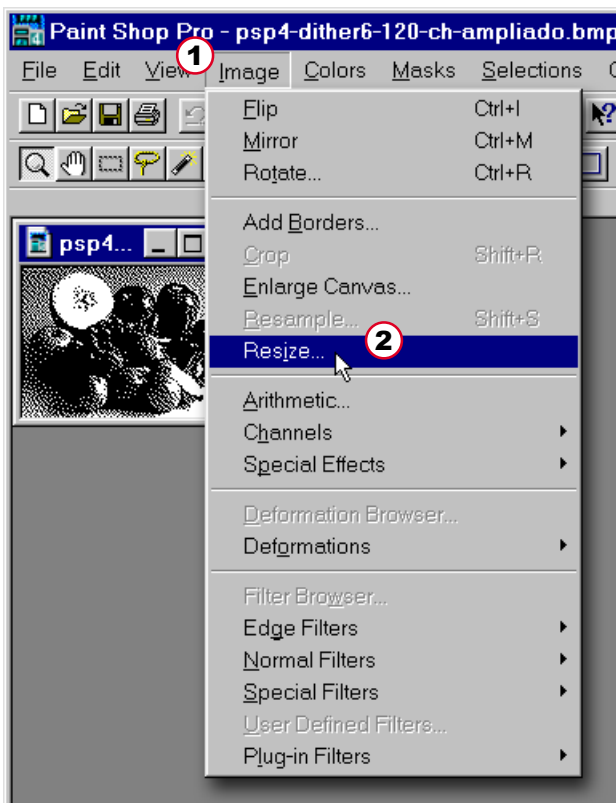 Paint Shop Pro - psp4-dither6-120-ch-ampliado.bmp
1
File Edit View Image Colors Masks Selections
psp4...
Flip Ctrl+I
Mirror Ctrl+M
Rotate... Ctrl+R
Add Borders...
Crop Shift+R
Enlarge Canvas...
Resample... Shift+S
Resize...
2
Arithmetic...
Channels
Special Effects
Deformation Browser...
Deformations
Filter Browser...
Edge Filters
Normal Filters
Special Filters
User Defined Filters...
Plug-in Filters